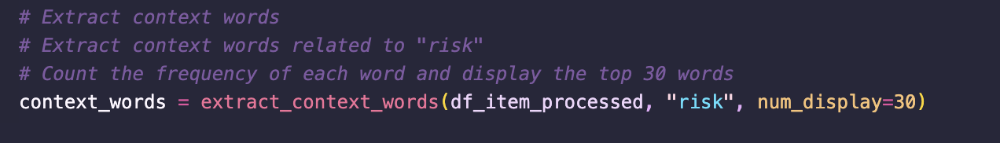 # Extract context words
# Extract context words related to "risk"
# Count the frequency of each word and display the top 30 words
context_words = extract_context_words(df_item_processed, "risk", num_display=30)